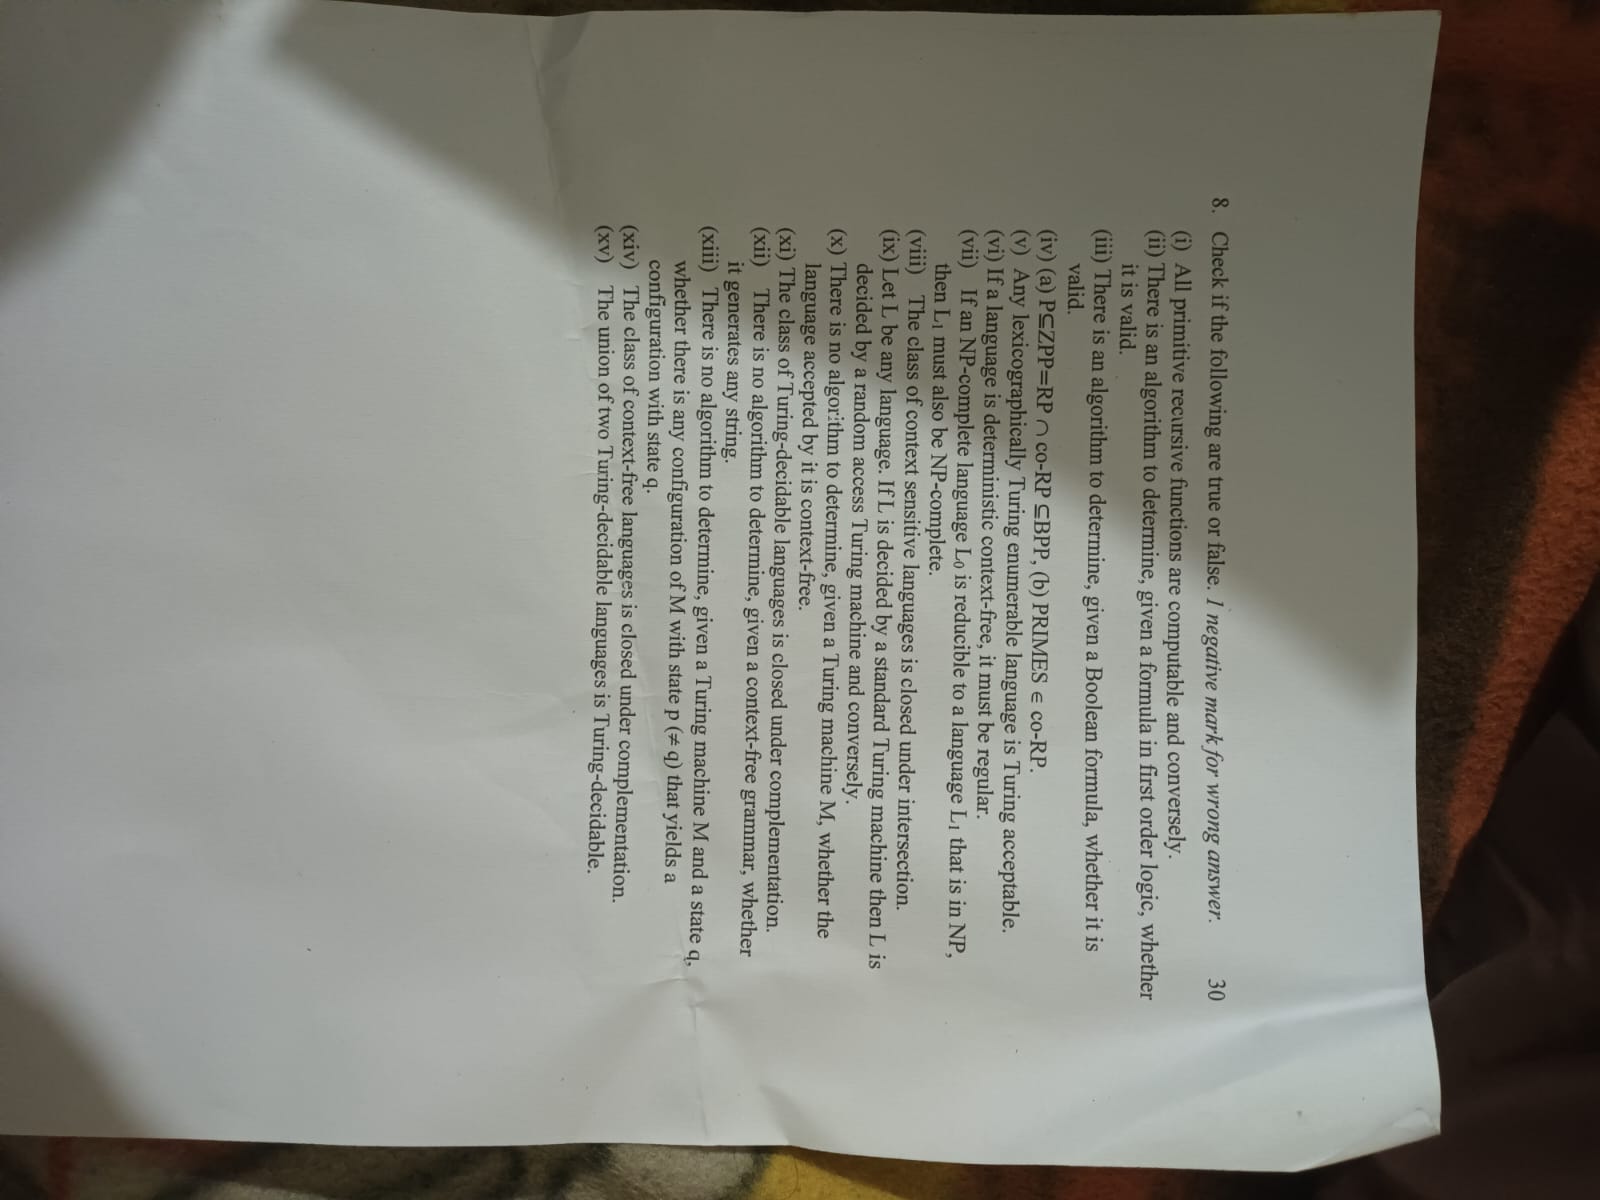 8. Check if the following are true or false. 1 negative mark for wrong answer. 30
(i) All primitive recursive functions are computable and conversely.
(ii) There is an algorithm to determine, given a formula in first order logic, whether
it is valid.
(iii) There is an algorithm to determine, given a Boolean formula, whether it is
valid.
(iv) (a) P⊆ZPP=RP ∩ co-RP ⊆BPP, (b) PRIMES ∈ co-RP.
(v) Any lexicographically Turing enumerable language is Turing acceptable.
(vi) If a language is deterministic context-free, it must be regular.
(vii) If an NP-complete language L₀ is reducible to a language L₁ that is in NP,
then L₁ must also be NP-complete.
(viii) The class of context sensitive languages is closed under intersection.
(ix) Let L be any language. If L is decided by a standard Turing machine then L is
decided by a random access Turing machine and conversely.
(x) There is no algorithm to determine, given a Turing machine M, whether the
language accepted by it is context-free.
(xi) The class of Turing-decidable languages is closed under complementation.
(xii) There is no algorithm to determine, given a context-free grammar, whether
it generates any string.
(xiii) There is no algorithm to determine, given a Turing machine M and a state q,
whether there is any configuration of M with state p (≠ q) that yields a
configuration with state q.
(xiv) The class of context-free languages is closed under complementation.
(xv) The union of two Turing-decidable languages is Turing-decidable.